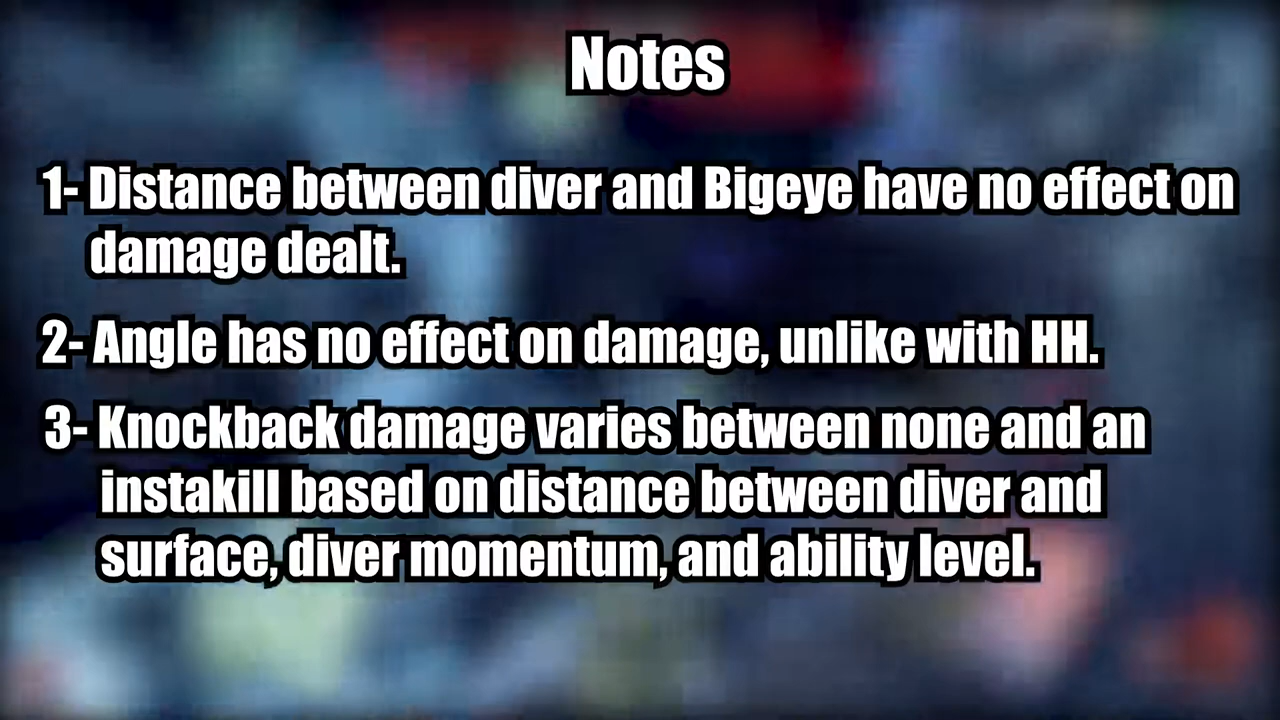 Notes
1- Distance between diver and Bigeye have no effect on
damage dealt.
2- Angle has no effect on damage, unlike with HH.
3- Knockback damage varies between none and an
instakill based on distance between diver and
surface, diver momentum, and ability level.